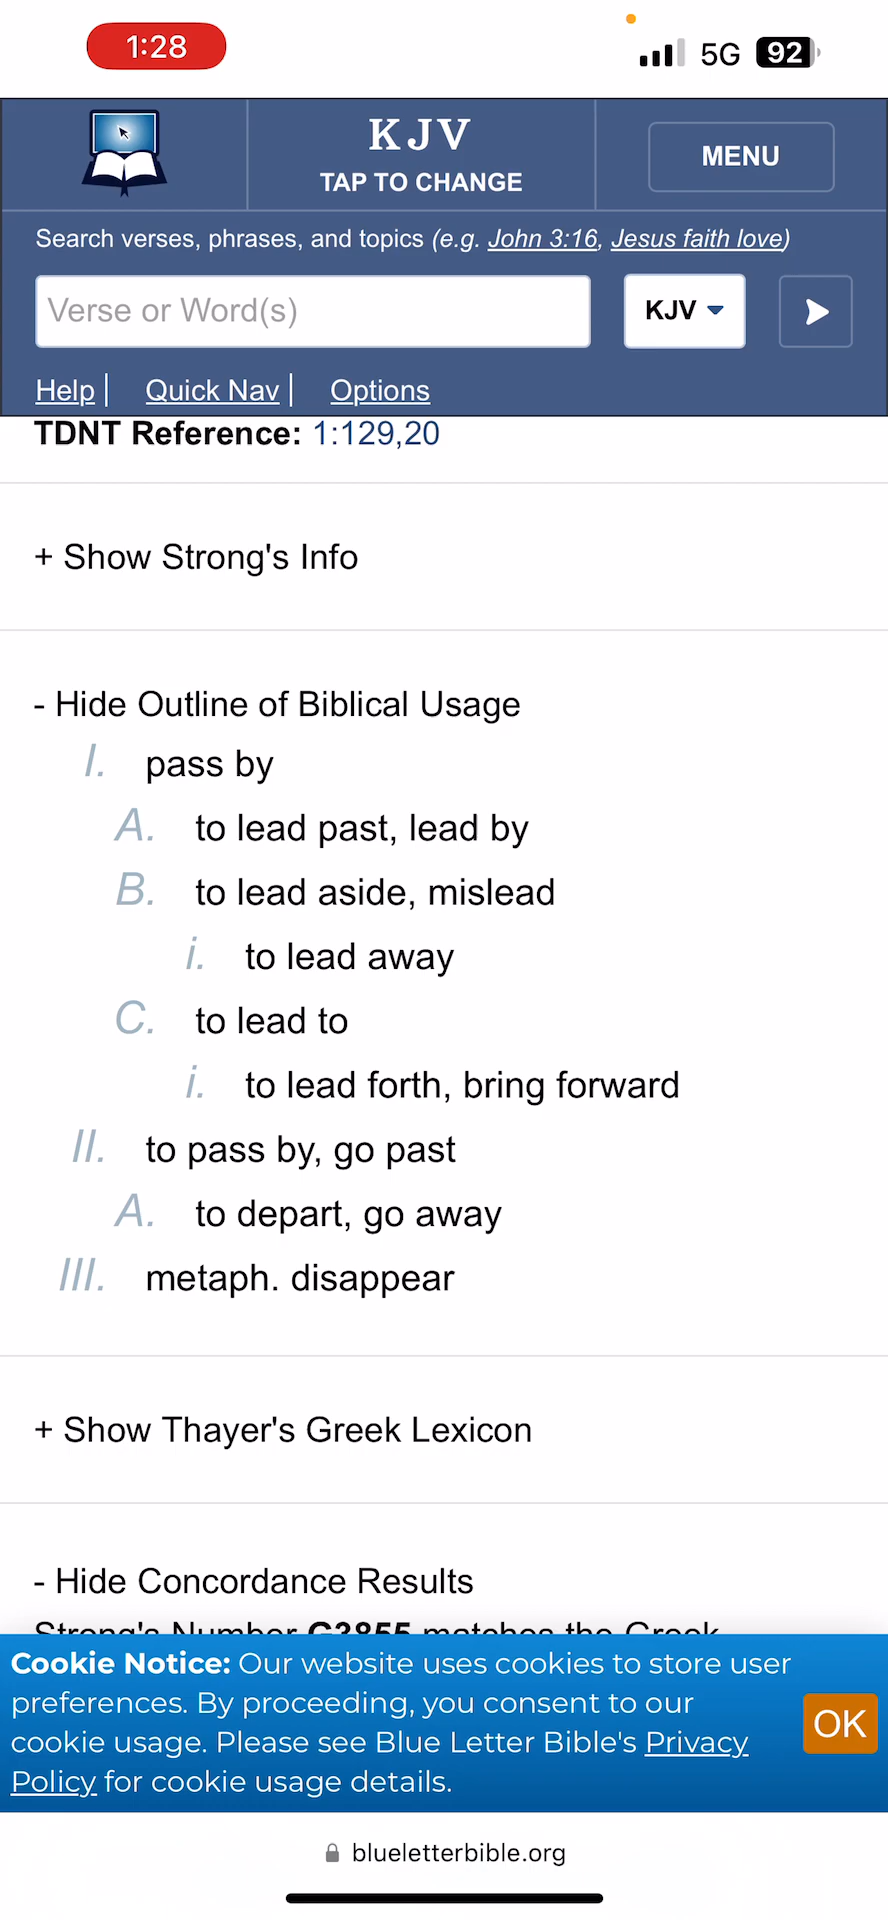 1:28
5G 92
KJV
TAP TO CHANGE
MENU
Search verses, phrases, and topics (e.g. John 3:16, Jesus faith love)
Verse or Word(s)
KJV
Help | Quick Nav | Options
TDNT Reference: 1:129,20
+ Show Strong's Info
- Hide Outline of Biblical Usage
I. pass by
A. to lead past, lead by
B. to lead aside, mislead
i. to lead away
C. to lead to
i. to lead forth, bring forward
II. to pass by, go past
A. to depart, go away
III. metaph. disappear
+ Show Thayer's Greek Lexicon
- Hide Concordance Results
Strong's Number G3855 matches the Greek
Cookie Notice: Our website uses cookies to store user
preferences. By proceeding, you consent to our
cookie usage. Please see Blue Letter Bible's Privacy
Policy for cookie usage details.
OK
blueletterbible.org